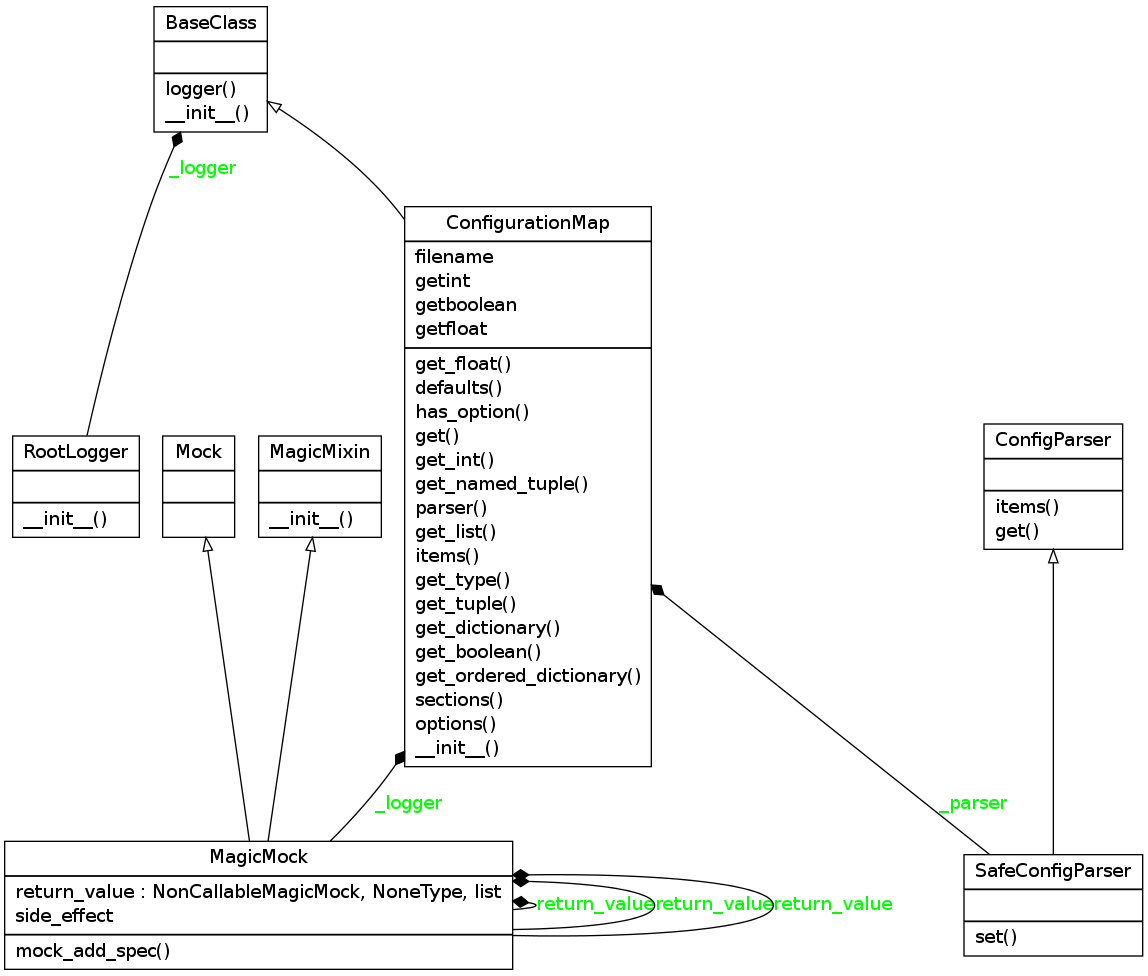 BaseClass
logger()
__init__()
_logger
ConfigurationMap
filename
getint
getboolean
getfloat
get_float()
defaults()
has_option()
get()
get_int()
get_named_tuple()
parser()
get_list()
items()
get_type()
get_tuple()
get_dictionary()
get_boolean()
get_ordered_dictionary()
sections()
options()
__init__()
RootLogger
__init__()
Mock
MagicMixin
__init__()
ConfigParser
items()
get()
_logger
_parser
MagicMock
return_value : NonCallableMagicMock, NoneType, list
side_effect
mock_add_spec()
return_value
return_value
return_value
SafeConfigParser
set()